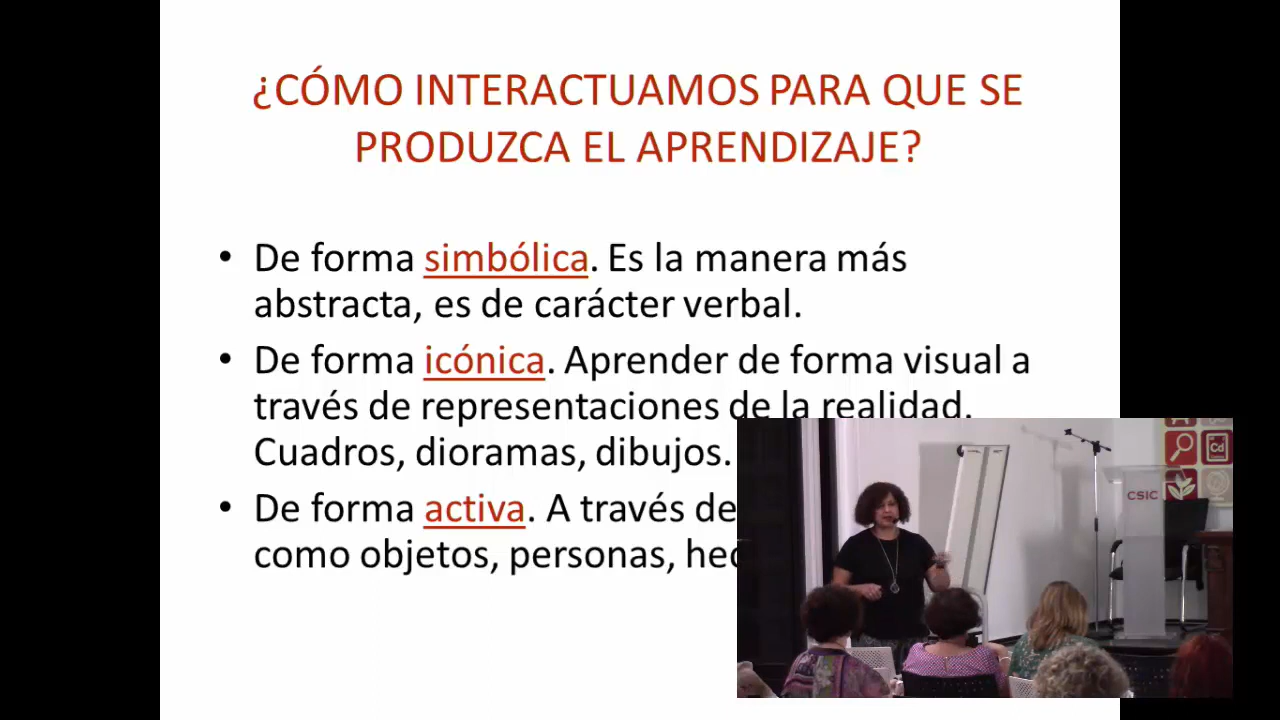 ¿CÓMO INTERACTUAMOS PARA QUE SE
PRODUZCA EL APRENDIZAJE?
• De forma simbólica. Es la manera más
abstracta, es de carácter verbal.
• De forma icónica. Aprender de forma visual a
través de representaciones de la realidad.
Cuadros, dioramas, dibujos.
• De forma activa. A través de
como objetos, personas,
CSIC
Cd